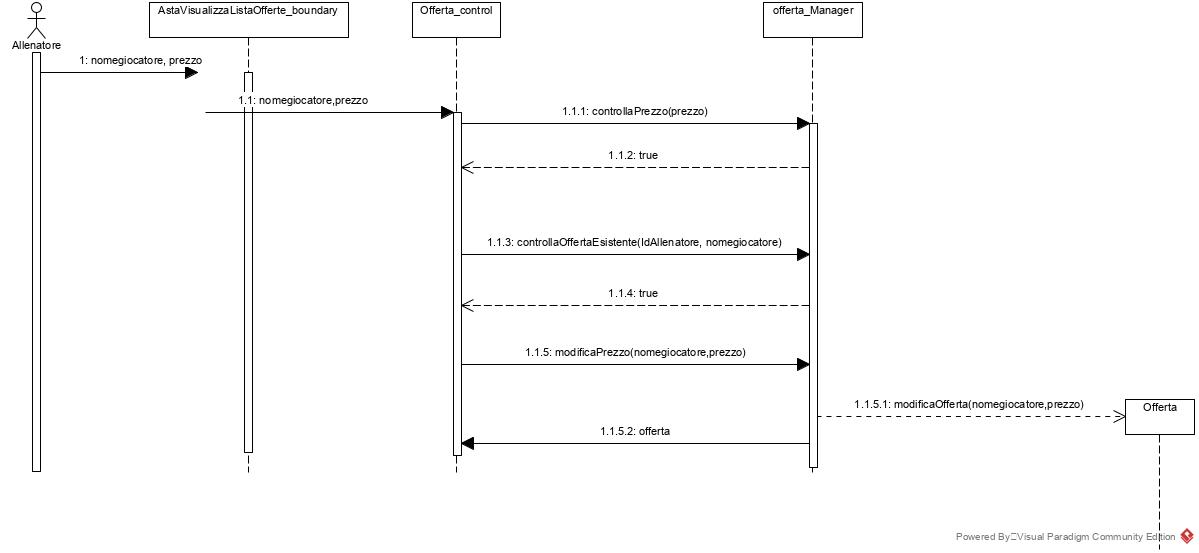 AstaVisualizzaListaOfferte_boundary
Offerta_control
offerta_Manager
Allenatore
1: nomegiocatore, prezzo
1.1: nomegiocatore,prezzo
1.1.1: controllaPrezzo(prezzo)
1.1.2: true
1.1.3: controllaOffertaEsistente(IdAllenatore, nomegiocatore)
1.1.4: true
1.1.5: modificaPrezzo(nomegiocatore,prezzo)
1.1.5.1: modificaOfferta(nomegiocatore,prezzo)
Offerta
1.1.5.2: offerta
Powered By Visual Paradigm Community Edition